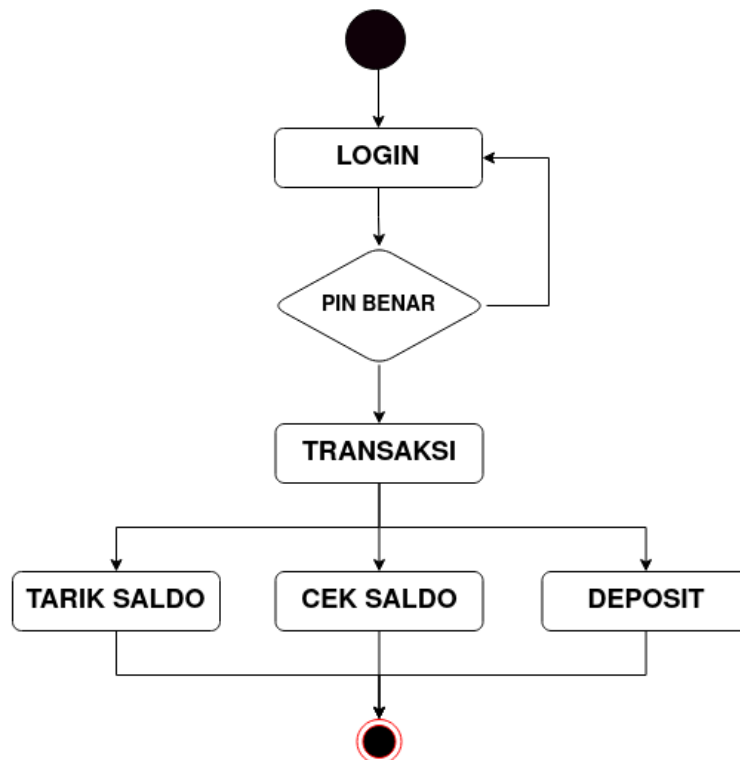 LOGIN
PIN BENAR
TRANSAKSI
TARIK SALDO
CEK SALDO
DEPOSIT